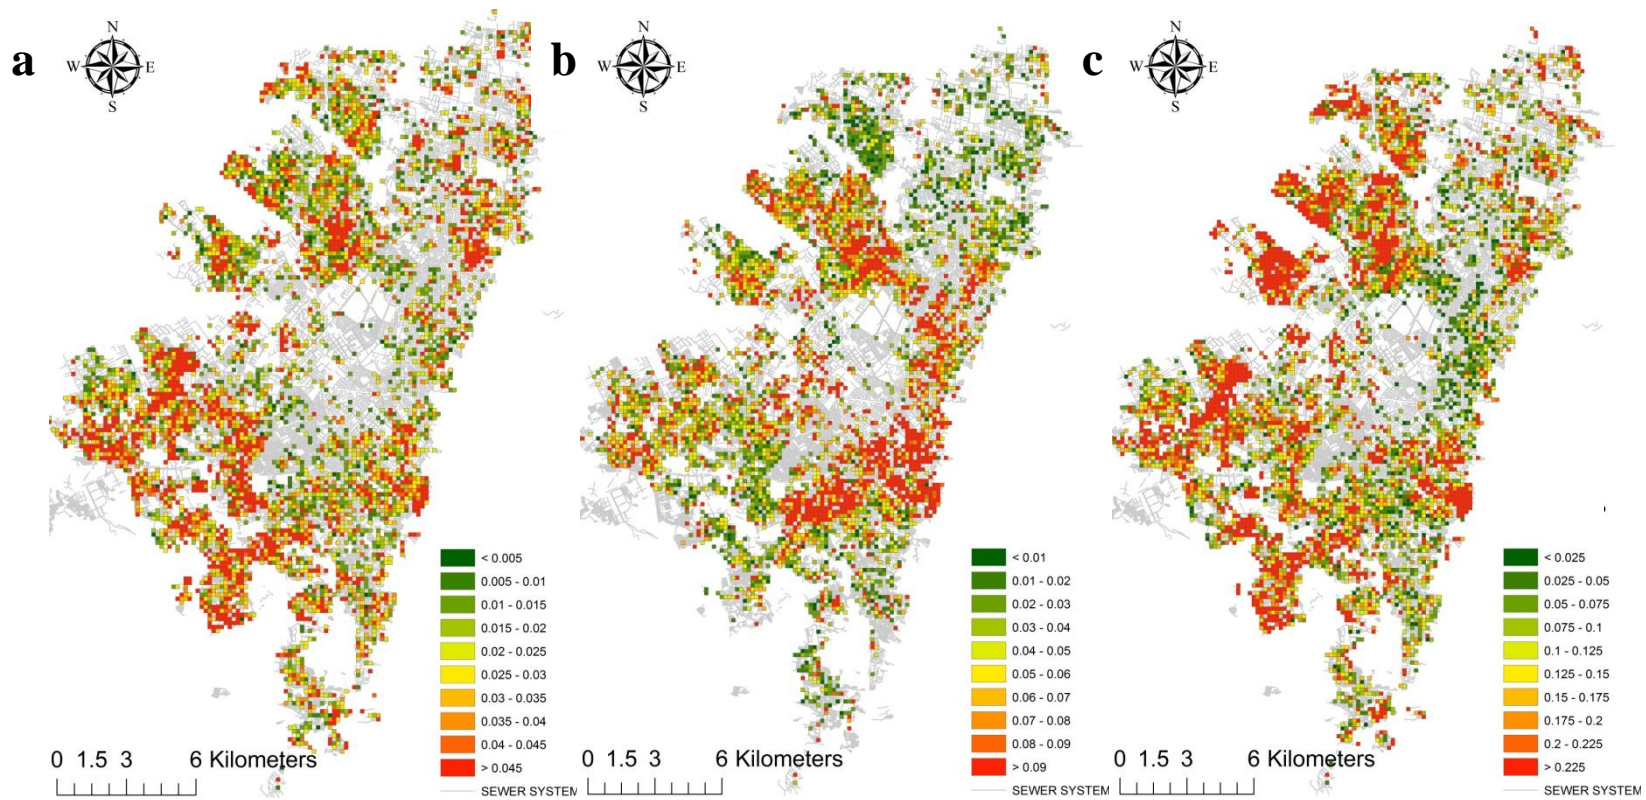 a
N
W E
S
< 0.005
0.005 - 0.01
0.01 - 0.015
0.015 - 0.02
0.02 - 0.025
0.025 - 0.03
0.03 - 0.035
0.035 - 0.04
0.04 - 0.045
> 0.045
SEWER SYSTEM
0 1.5 3 6 Kilometers
b
N
W E
S
< 0.01
0.01 - 0.02
0.02 - 0.03
0.03 - 0.04
0.04 - 0.05
0.05 - 0.06
0.06 - 0.07
0.07 - 0.08
0.08 - 0.09
> 0.09
SEWER SYSTEM
0 1.5 3 6 Kilometers
c
N
W E
S
< 0.025
0.025 - 0.05
0.05 - 0.075
0.075 - 0.1
0.1 - 0.125
0.125 - 0.15
0.15 - 0.175
0.175 - 0.2
0.2 - 0.225
> 0.225
SEWER SYSTEM
0 1.5 3 6 Kilometers